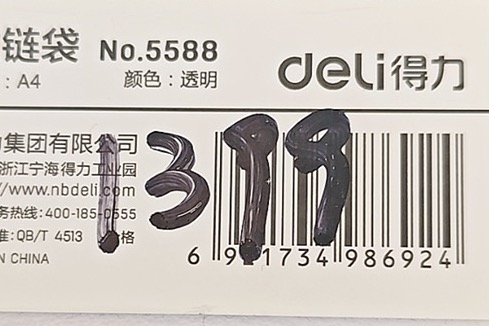 链袋 No.5588
: A4 颜色：透明
deli得力
集团有限公司
浙江宁海得力工业园
//www.nbdeli.com
务热线：400-185-0555
准：QB/T 4513 格
N CHINA
1399
6 921734 986924